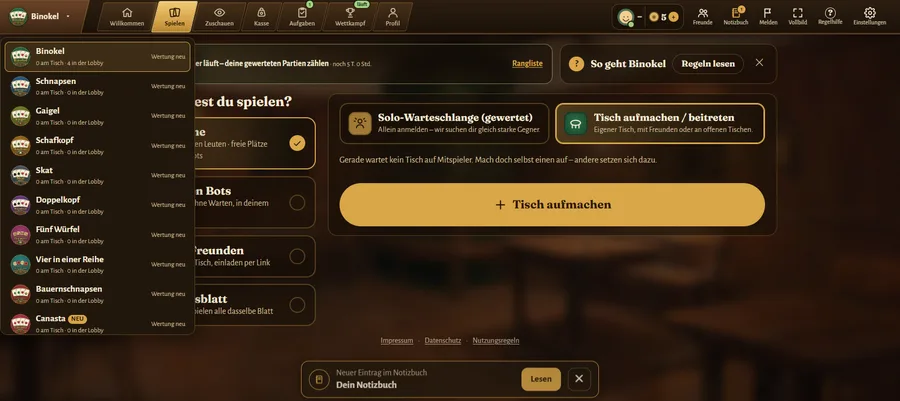 Binokel
Willkommen
Spielen
Zuschauen
Kasse
5
Aufgaben
läuft
Wettkampf
Profil
– 5
Freunde
1
Notizbuch
Melden
Vollbild
Regelhilfe
Einstellungen
Binokel
0 am Tisch · 4 in der Lobby
Wertung neu
Schnapsen
0 am Tisch · 0 in der Lobby
Wertung neu
Gaigel
0 am Tisch · 0 in der Lobby
Wertung neu
Schafkopf
0 am Tisch · 0 in der Lobby
Wertung neu
Skat
0 am Tisch · 0 in der Lobby
Wertung neu
Doppelkopf
0 am Tisch · 0 in der Lobby
Wertung neu
Fünf Würfel
0 am Tisch · 0 in der Lobby
Wertung neu
Vier in einer Reihe
0 am Tisch · 0 in der Lobby
Wertung neu
Bauernschnapsen
0 am Tisch · 0 in der Lobby
Wertung neu
Canasta NEU
0 am Tisch · 0 in der Lobby
Wertung neu
er läuft – deine gewerteten Partien zählen · noch 5 T. 0 Std.
Rangliste
? So geht Binokel
Regeln lesen
est du spielen?
ne
en Leuten · freie Plätze
ots
n Bots
hne Warten, in deinem
reunden
Tisch, einladen per Link
sblatt
pielen alle dasselbe Blatt
Solo-Warteschlange (gewertet)
Allein anmelden – wir suchen dir gleich starke Gegner.
Tisch aufmachen / beitreten
Eigener Tisch, mit Freunden oder an offenen Tischen.
Gerade wartet kein Tisch auf Mitspieler. Mach doch selbst einen auf – andere setzen sich dazu.
+ Tisch aufmachen
Impressum · Datenschutz · Nutzungsregeln
Neuer Eintrag im Notizbuch
Dein Notizbuch
Lesen